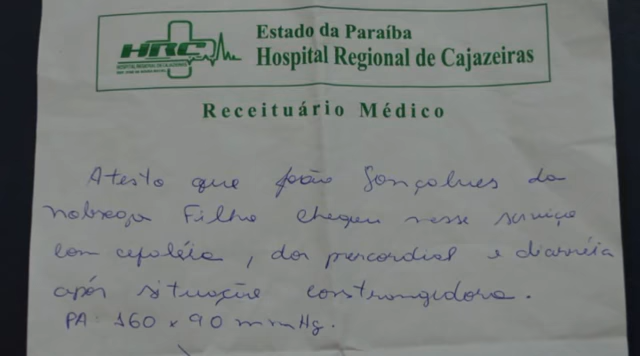 HRC
Estado da Paraíba
Hospital Regional de Cajazeiras
Receituário Médico
Atesto que João Gonçalves da
Nobrega Filho chegou nesse serviço
com cefaléia, dor precordial e diarréia
após situação constrangedora.
PA: 160 x 90 mmHg.